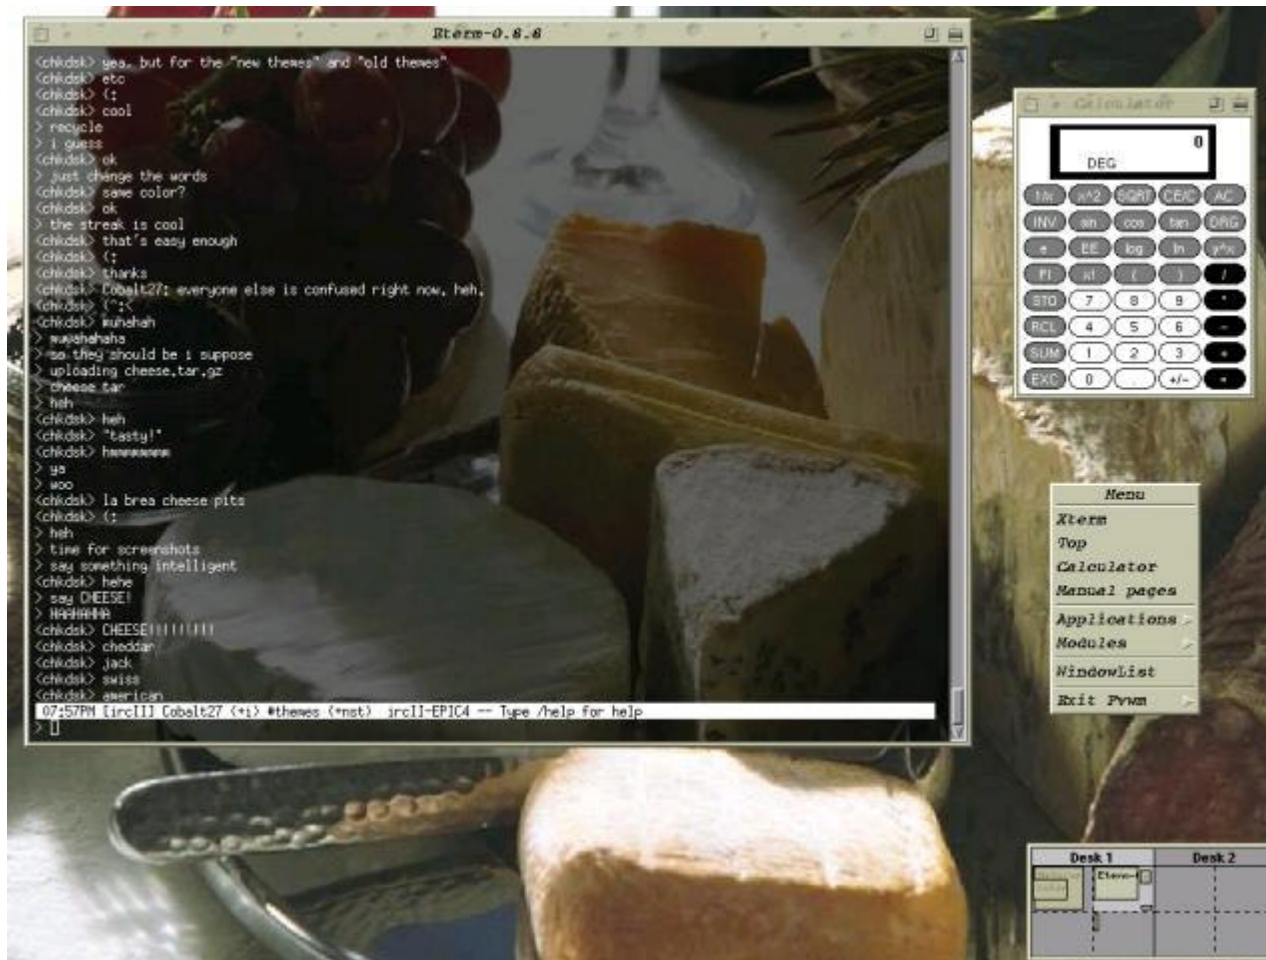 Eterm-0.8.8
<chkdsk> yea, but for the "new themes" and "old themes"
<chkdsk> etc
<chkdsk> (:
<chkdsk> cool
> recycle
> i guess
<chkdsk> ok
> just change the words
<chkdsk> same color?
<chkdsk> ok
> the streak is cool
<chkdsk> that's easy enough
<chkdsk> (:
<chkdsk> thanks
<chkdsk> Cobalt27: everyone else is confused right now, heh.
<chkdsk> (^:<
<chkdsk> muhahah
> muwahahaha
> so they should be i suppose
> uploading cheese.tar.gz
> cheese tar
> heh
<chkdsk> heh
<chkdsk> "tasty!"
<chkdsk> hmmmmmmmm
> ya
> woo
<chkdsk> la brea cheese pits
<chkdsk> (:
> heh
> time for screenshots
> say something intelligent
<chkdsk> hehe
> say CHEESE!
> HAAHAHHA
<chkdsk> CHEESE!!!!!!!!!!
<chkdsk> cheddar
<chkdsk> jack
<chkdsk> swiss
<chkdsk> american
07:57PM [ircII] Cobalt27 (+i) #themes (+nst) ircII-EPIC4 -- Type /help for help
>
Calculator
0
DEG
1/x x^2 SQRT CE/C AC
INV sin cos tan DRG
e EE log ln y^x
PI x! ( ) /
STO 7 8 9 *
RCL 4 5 6 -
SUM 1 2 3 +
EXC 0 . +/- =
Menu
Xterm
Top
Calculator
Manual pages
Applications
Modules
WindowList
Exit Fvwm
Desk 1 Desk 2
Eterm-